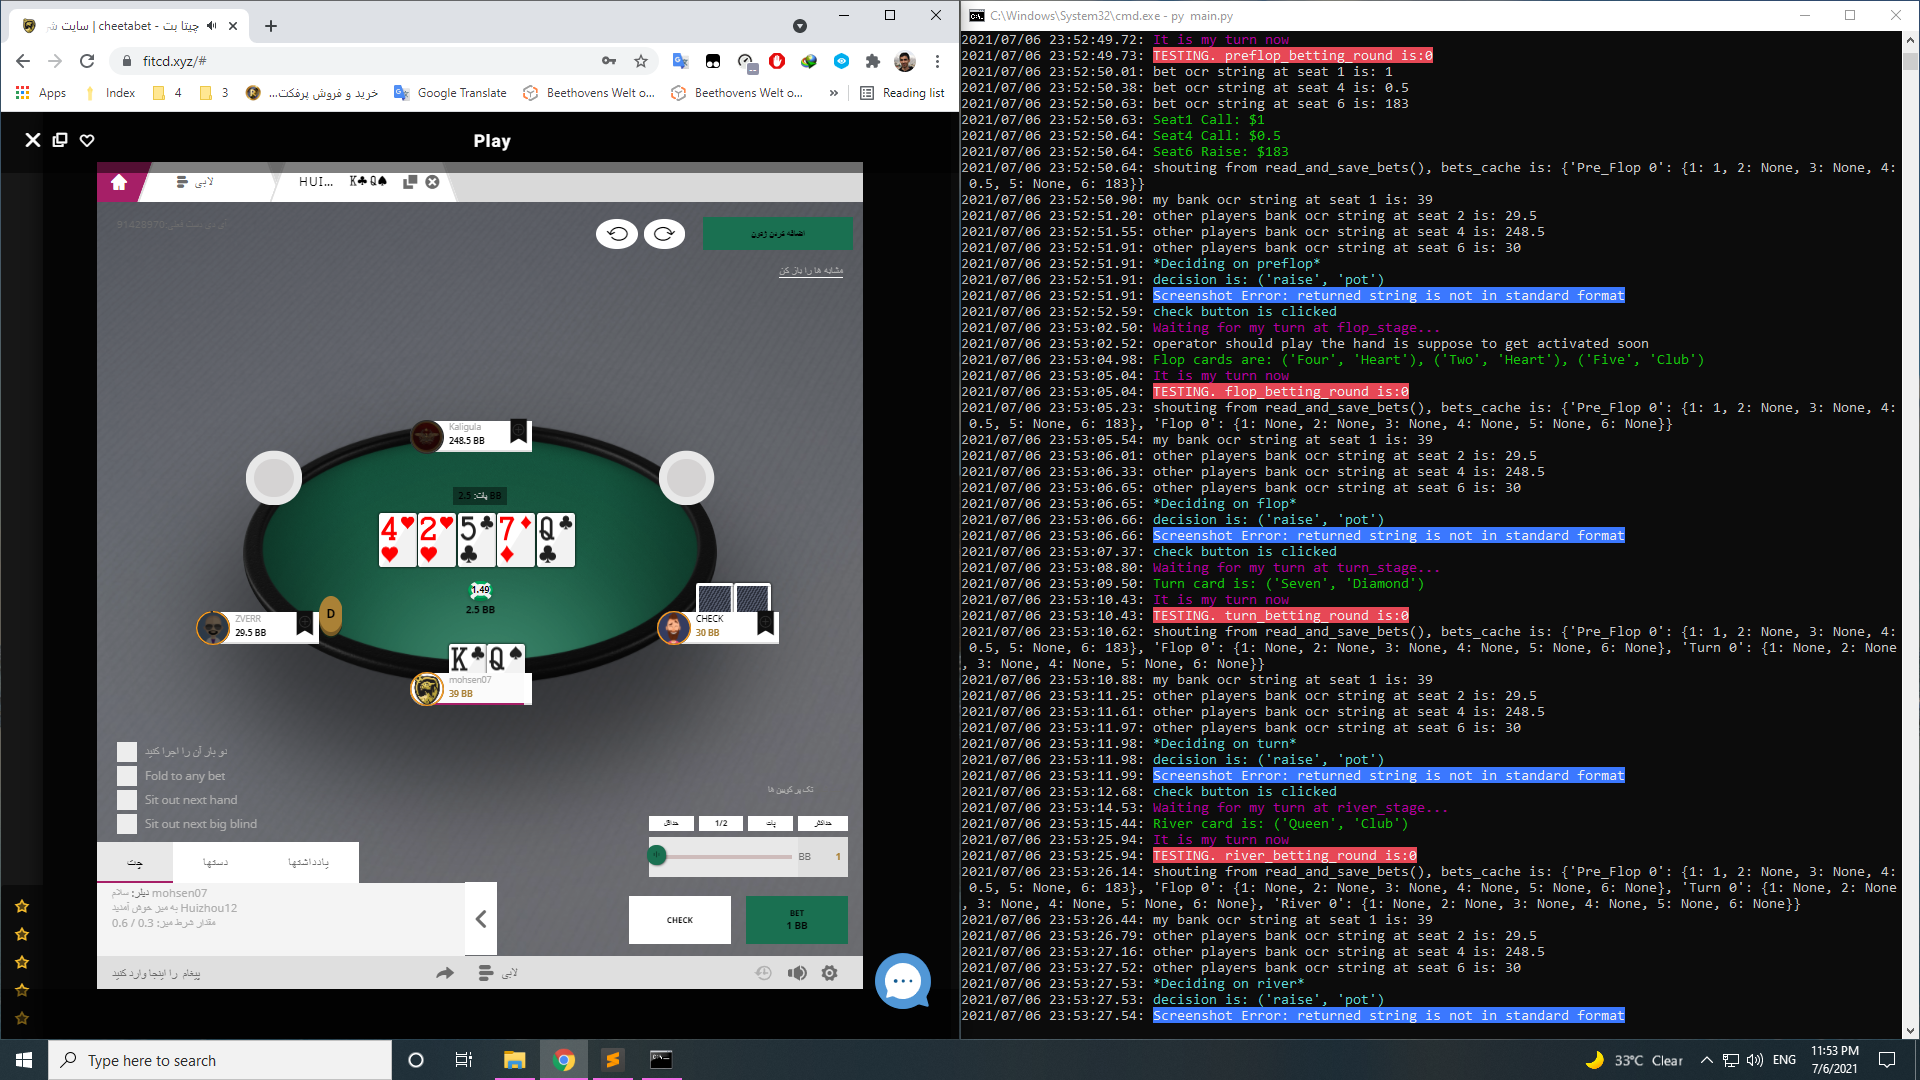 چیتا بت - cheetabet | سایت
fitcd.xyz/#
Apps
Index
4
3
خرید و فروش پرفکت...
Google Translate
Beethovens Welt o...
Beethovens Welt o...
»
Reading list
Play
لابی
HUI...
K♣ Q♠
اضافه کردن ژتون
مشابه ها را باز کن
Kaligula
248.5 BB
پات: 2.5 BB
4 2 5 7 Q
1.49
2.5 BB
ZVERR
29.5 BB
D
CHECK
30 BB
K Q
mohsen07
39 BB
دو بار آن را اجرا کنید
Fold to any bet
Sit out next hand
Sit out next big blind
حداقل
1/2
پات
حداکثر
BB 1
چت
دستها
یادداشتها
دیلر: سلام mohsen07
به میز خوش آمدید Huizhou12
مقدار شرط میز: 0.3 / 0.6
CHECK
BET
1 BB
پیغام را اینجا وارد کنید
لابی
C:\Windows\System32\cmd.exe - py main.py
2021/07/06 23:52:49.72: It is my turn now
2021/07/06 23:52:49.73: TESTING. preflop_betting_round is:0
2021/07/06 23:52:50.01: bet ocr string at seat 1 is: 1
2021/07/06 23:52:50.38: bet ocr string at seat 4 is: 0.5
2021/07/06 23:52:50.63: bet ocr string at seat 6 is: 183
2021/07/06 23:52:50.63: Seat1 Call: $1
2021/07/06 23:52:50.64: Seat4 Call: $0.5
2021/07/06 23:52:50.64: Seat6 Raise: $183
2021/07/06 23:52:50.64: shouting from read_and_save_bets(), bets_cache is: {'Pre_Flop 0': {1: 1, 2: None, 3: None, 4:
0.5, 5: None, 6: 183}}
2021/07/06 23:52:50.90: my bank ocr string at seat 1 is: 39
2021/07/06 23:52:51.20: other players bank ocr string at seat 2 is: 29.5
2021/07/06 23:52:51.55: other players bank ocr string at seat 4 is: 248.5
2021/07/06 23:52:51.91: other players bank ocr string at seat 6 is: 30
2021/07/06 23:52:51.91: *Deciding on preflop*
2021/07/06 23:52:51.91: decision is: ('raise', 'pot')
2021/07/06 23:52:51.91: Screenshot Error: returned string is not in standard format
2021/07/06 23:52:52.59: check button is clicked
2021/07/06 23:53:02.50: Waiting for my turn at flop_stage...
2021/07/06 23:53:02.52: operator should play the hand is suppose to get activated soon
2021/07/06 23:53:04.98: Flop cards are: ('Four', 'Heart'), ('Two', 'Heart'), ('Five', 'Club')
2021/07/06 23:53:05.04: It is my turn now
2021/07/06 23:53:05.04: TESTING. flop_betting_round is:0
2021/07/06 23:53:05.23: shouting from read_and_save_bets(), bets_cache is: {'Pre_Flop 0': {1: 1, 2: None, 3: None, 4:
0.5, 5: None, 6: 183}, 'Flop 0': {1: None, 2: None, 3: None, 4: None, 5: None, 6: None}}
2021/07/06 23:53:05.54: my bank ocr string at seat 1 is: 39
2021/07/06 23:53:06.01: other players bank ocr string at seat 2 is: 29.5
2021/07/06 23:53:06.33: other players bank ocr string at seat 4 is: 248.5
2021/07/06 23:53:06.65: other players bank ocr string at seat 6 is: 30
2021/07/06 23:53:06.65: *Deciding on flop*
2021/07/06 23:53:06.66: decision is: ('raise', 'pot')
2021/07/06 23:53:06.66: Screenshot Error: returned string is not in standard format
2021/07/06 23:53:07.37: check button is clicked
2021/07/06 23:53:08.80: Waiting for my turn at turn_stage...
2021/07/06 23:53:09.50: Turn card is: ('Seven', 'Diamond')
2021/07/06 23:53:10.43: It is my turn now
2021/07/06 23:53:10.43: TESTING. turn_betting_round is:0
2021/07/06 23:53:10.62: shouting from read_and_save_bets(), bets_cache is: {'Pre_Flop 0': {1: 1, 2: None, 3: None, 4:
0.5, 5: None, 6: 183}, 'Flop 0': {1: None, 2: None, 3: None, 4: None, 5: None, 6: None}, 'Turn 0': {1: None, 2: None
, 3: None, 4: None, 5: None, 6: None}}
2021/07/06 23:53:10.88: my bank ocr string at seat 1 is: 39
2021/07/06 23:53:11.25: other players bank ocr string at seat 2 is: 29.5
2021/07/06 23:53:11.61: other players bank ocr string at seat 4 is: 248.5
2021/07/06 23:53:11.97: other players bank ocr string at seat 6 is: 30
2021/07/06 23:53:11.98: *Deciding on turn*
2021/07/06 23:53:11.98: decision is: ('raise', 'pot')
2021/07/06 23:53:11.99: Screenshot Error: returned string is not in standard format
2021/07/06 23:53:12.68: check button is clicked
2021/07/06 23:53:14.53: Waiting for my turn at river_stage...
2021/07/06 23:53:15.44: River card is: ('Queen', 'Club')
2021/07/06 23:53:25.94: It is my turn now
2021/07/06 23:53:25.94: TESTING. river_betting_round is:0
2021/07/06 23:53:26.14: shouting from read_and_save_bets(), bets_cache is: {'Pre_Flop 0': {1: 1, 2: None, 3: None, 4:
0.5, 5: None, 6: 183}, 'Flop 0': {1: None, 2: None, 3: None, 4: None, 5: None, 6: None}, 'Turn 0': {1: None, 2: None
, 3: None, 4: None, 5: None, 6: None}, 'River 0': {1: None, 2: None, 3: None, 4: None, 5: None, 6: None}}
2021/07/06 23:53:26.44: my bank ocr string at seat 1 is: 39
2021/07/06 23:53:26.79: other players bank ocr string at seat 2 is: 29.5
2021/07/06 23:53:27.16: other players bank ocr string at seat 4 is: 248.5
2021/07/06 23:53:27.52: other players bank ocr string at seat 6 is: 30
2021/07/06 23:53:27.53: *Deciding on river*
2021/07/06 23:53:27.53: decision is: ('raise', 'pot')
2021/07/06 23:53:27.54: Screenshot Error: returned string is not in standard format
Type here to search
33°C Clear
ENG
11:53 PM
7/6/2021